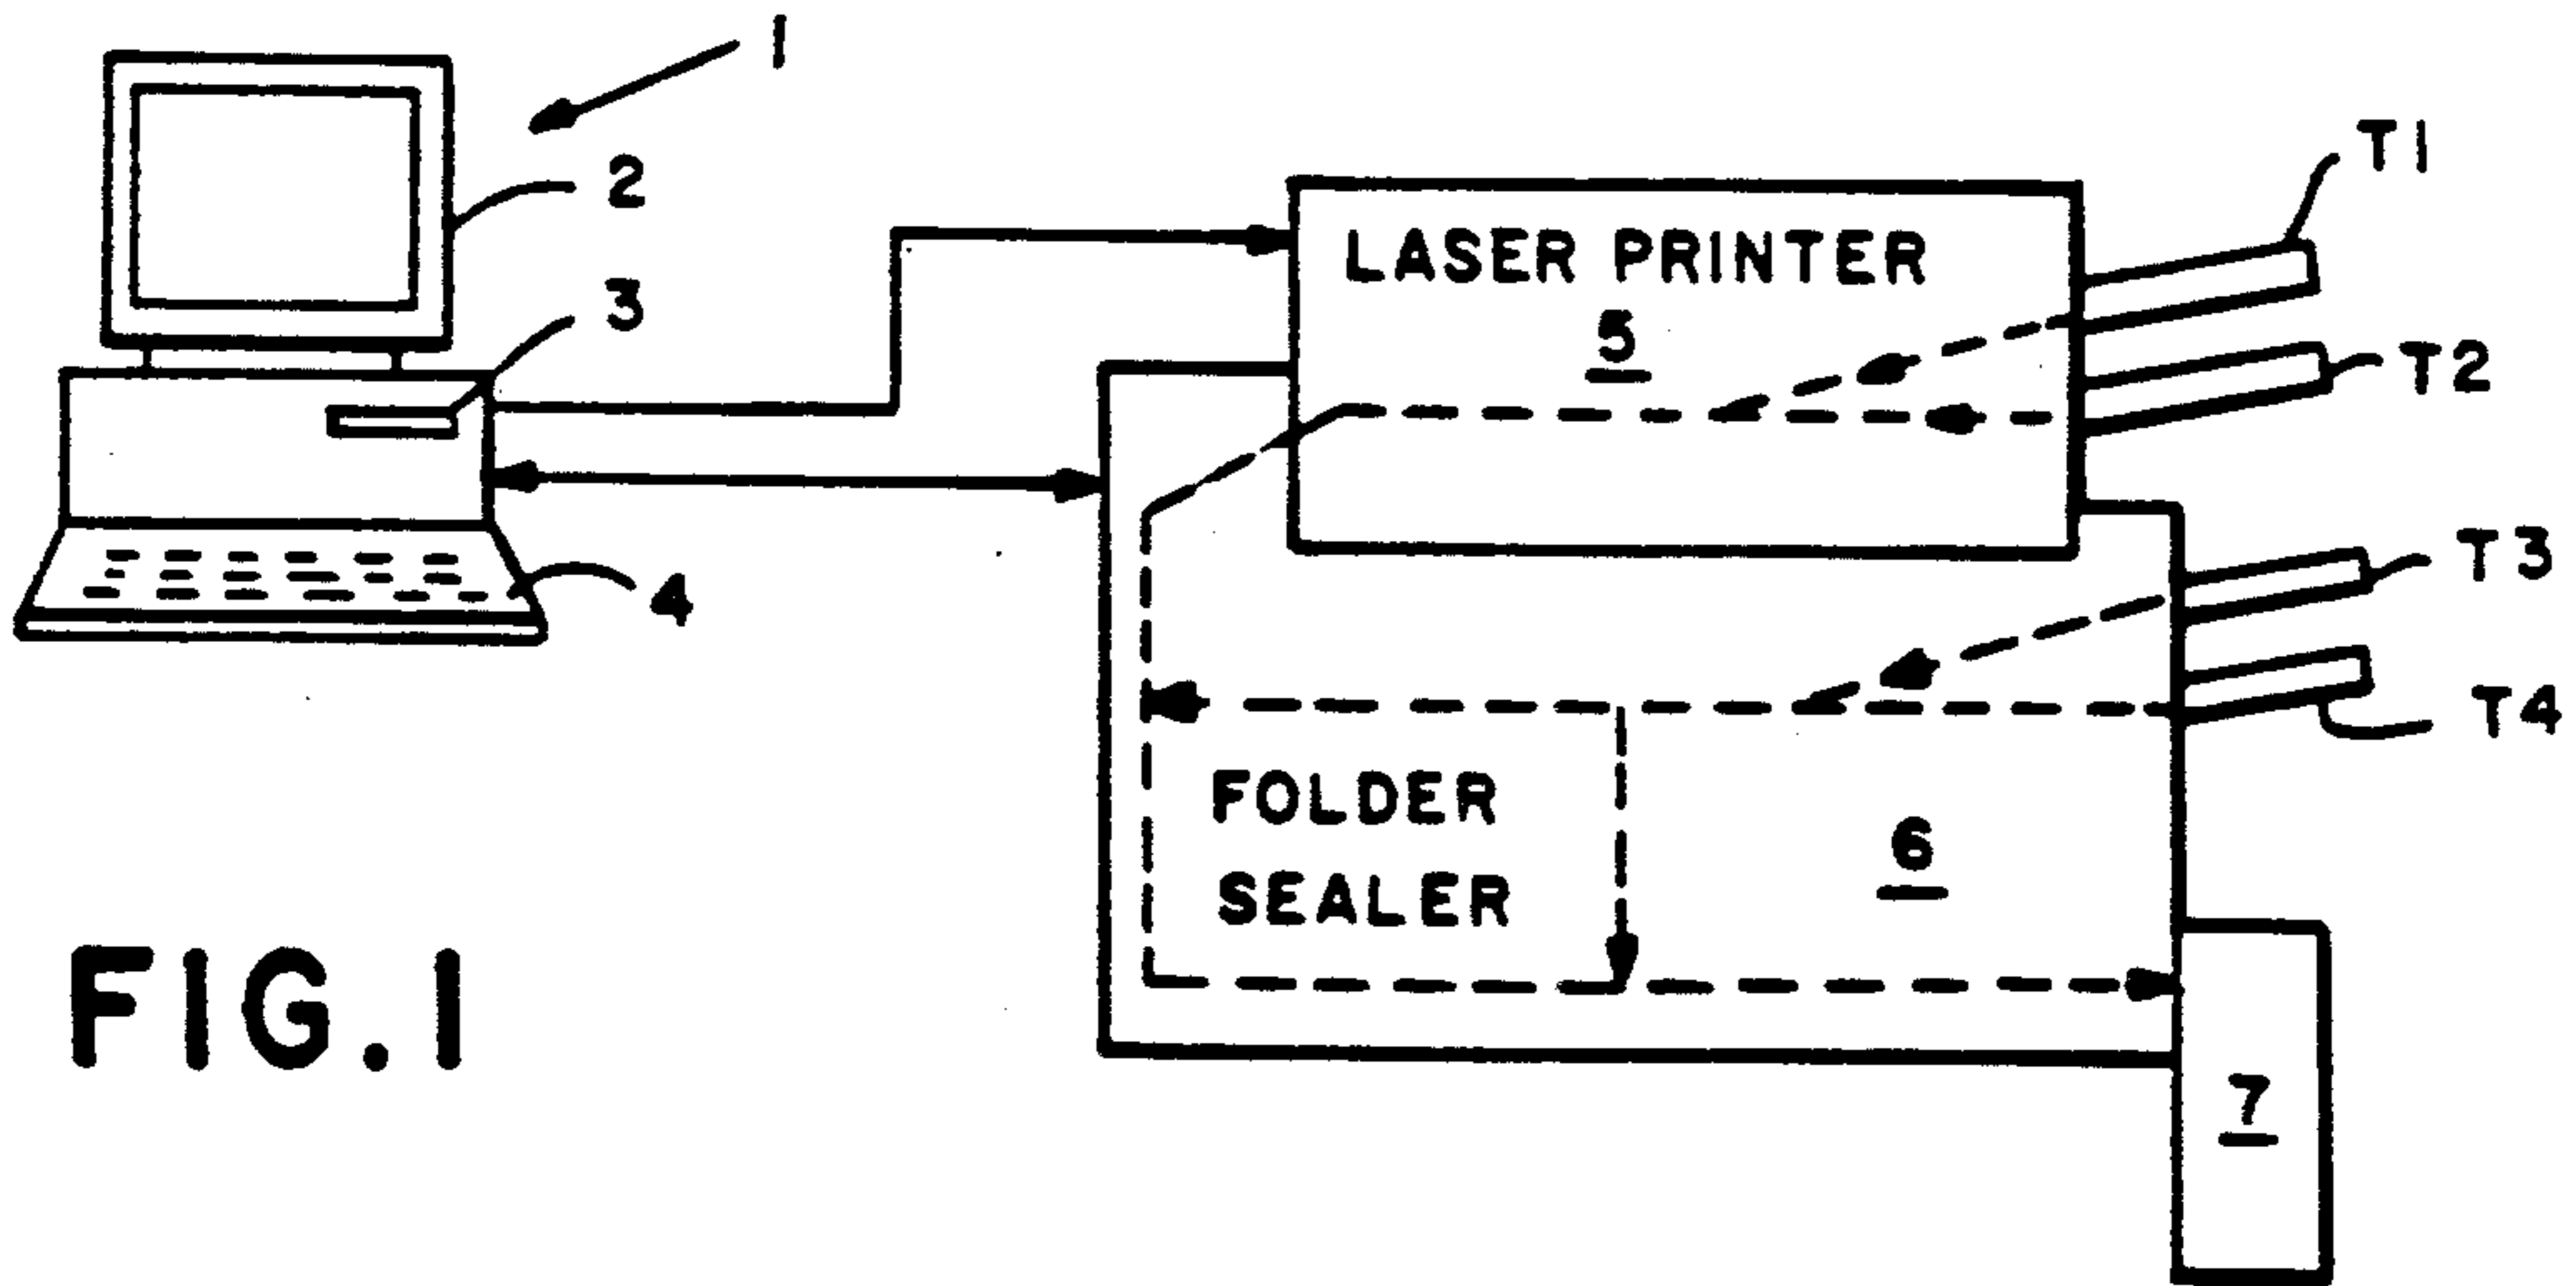 1
2
3
4
LASER PRINTER
5
T1
T2
T3
T4
FOLDER
SEALER
6
7
FIG.1